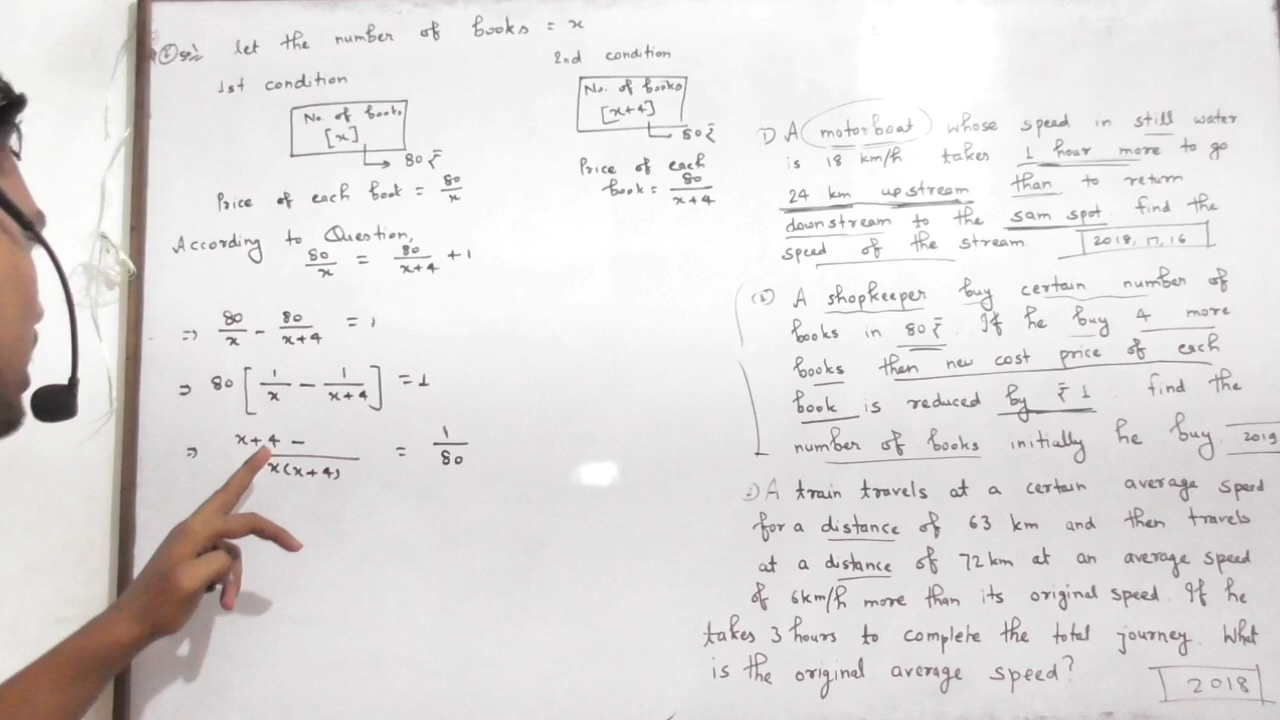 ② Solⁿ: let the number of books = x
1st condition
No. of books
[x]
→ 80 ₹
Price of each book = 80/x
2nd condition
No. of books
[x+4]
→ 80 ₹
Price of each
book = 80/(x+4)
According to Question,
80/x = 80/(x+4) + 1
⇒ 80/x - 80/(x+4) = 1
⇒ 80 [1/x - 1/(x+4)] = 1
⇒ (x+4 -)/(x(x+4)) = 1/80
1) A motorboat whose speed in still water
is 18 km/h takes 1 hour more to go
24 km upstream than to return
downstream to the sam spot find the
speed of the stream 2018, 17, 16
A shopkeeper buy certain number of
books in 80 ₹. If he buy 4 more
books then new cost price of each
book is reduced by ₹ 1 find the
number of books initially he buy. 2019
A train travels at a certain average speed
for a distance of 63 km and then travels
at a distance of 72 km at an average speed
of 6km/h more than its original speed. If he
takes 3 hours to complete the total journey. What
is the original average speed?
2018